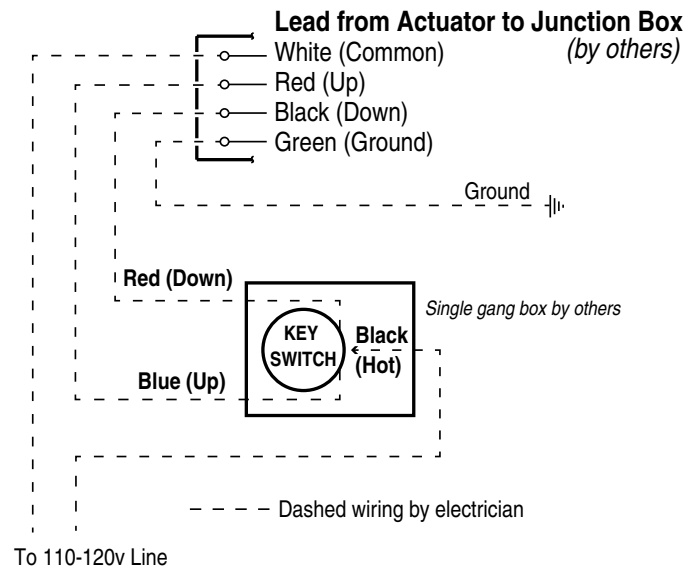 Lead from Actuator to Junction Box
White (Common)
(by others)
Red (Up)
Black (Down)
Green (Ground)
Ground
Red (Down)
Single gang box by others
KEY
SWITCH
Black
(Hot)
Blue (Up)
Dashed wiring by electrician
To 110-120v Line